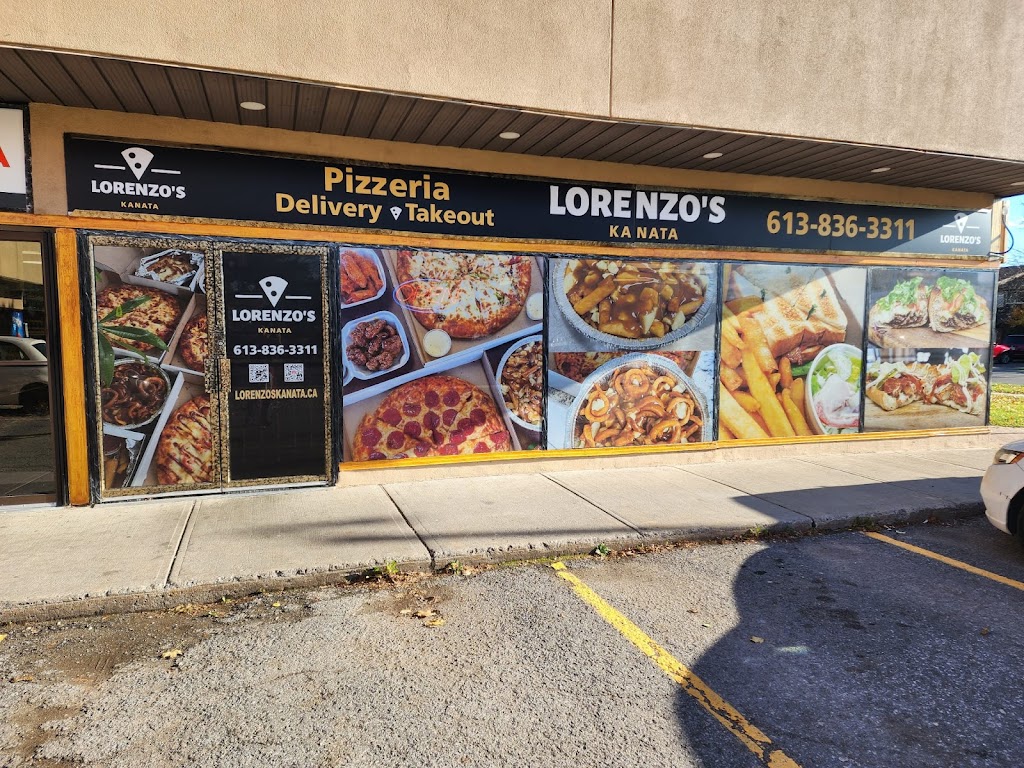 A
LORENZO'S
KANATA
Pizzeria
Delivery Takeout
LORENZO'S
KANATA
613-836-3311
LORENZO'S
KANATA
LORENZO'S
KANATA
613-836-3311
LORENZOSKANATA.CA